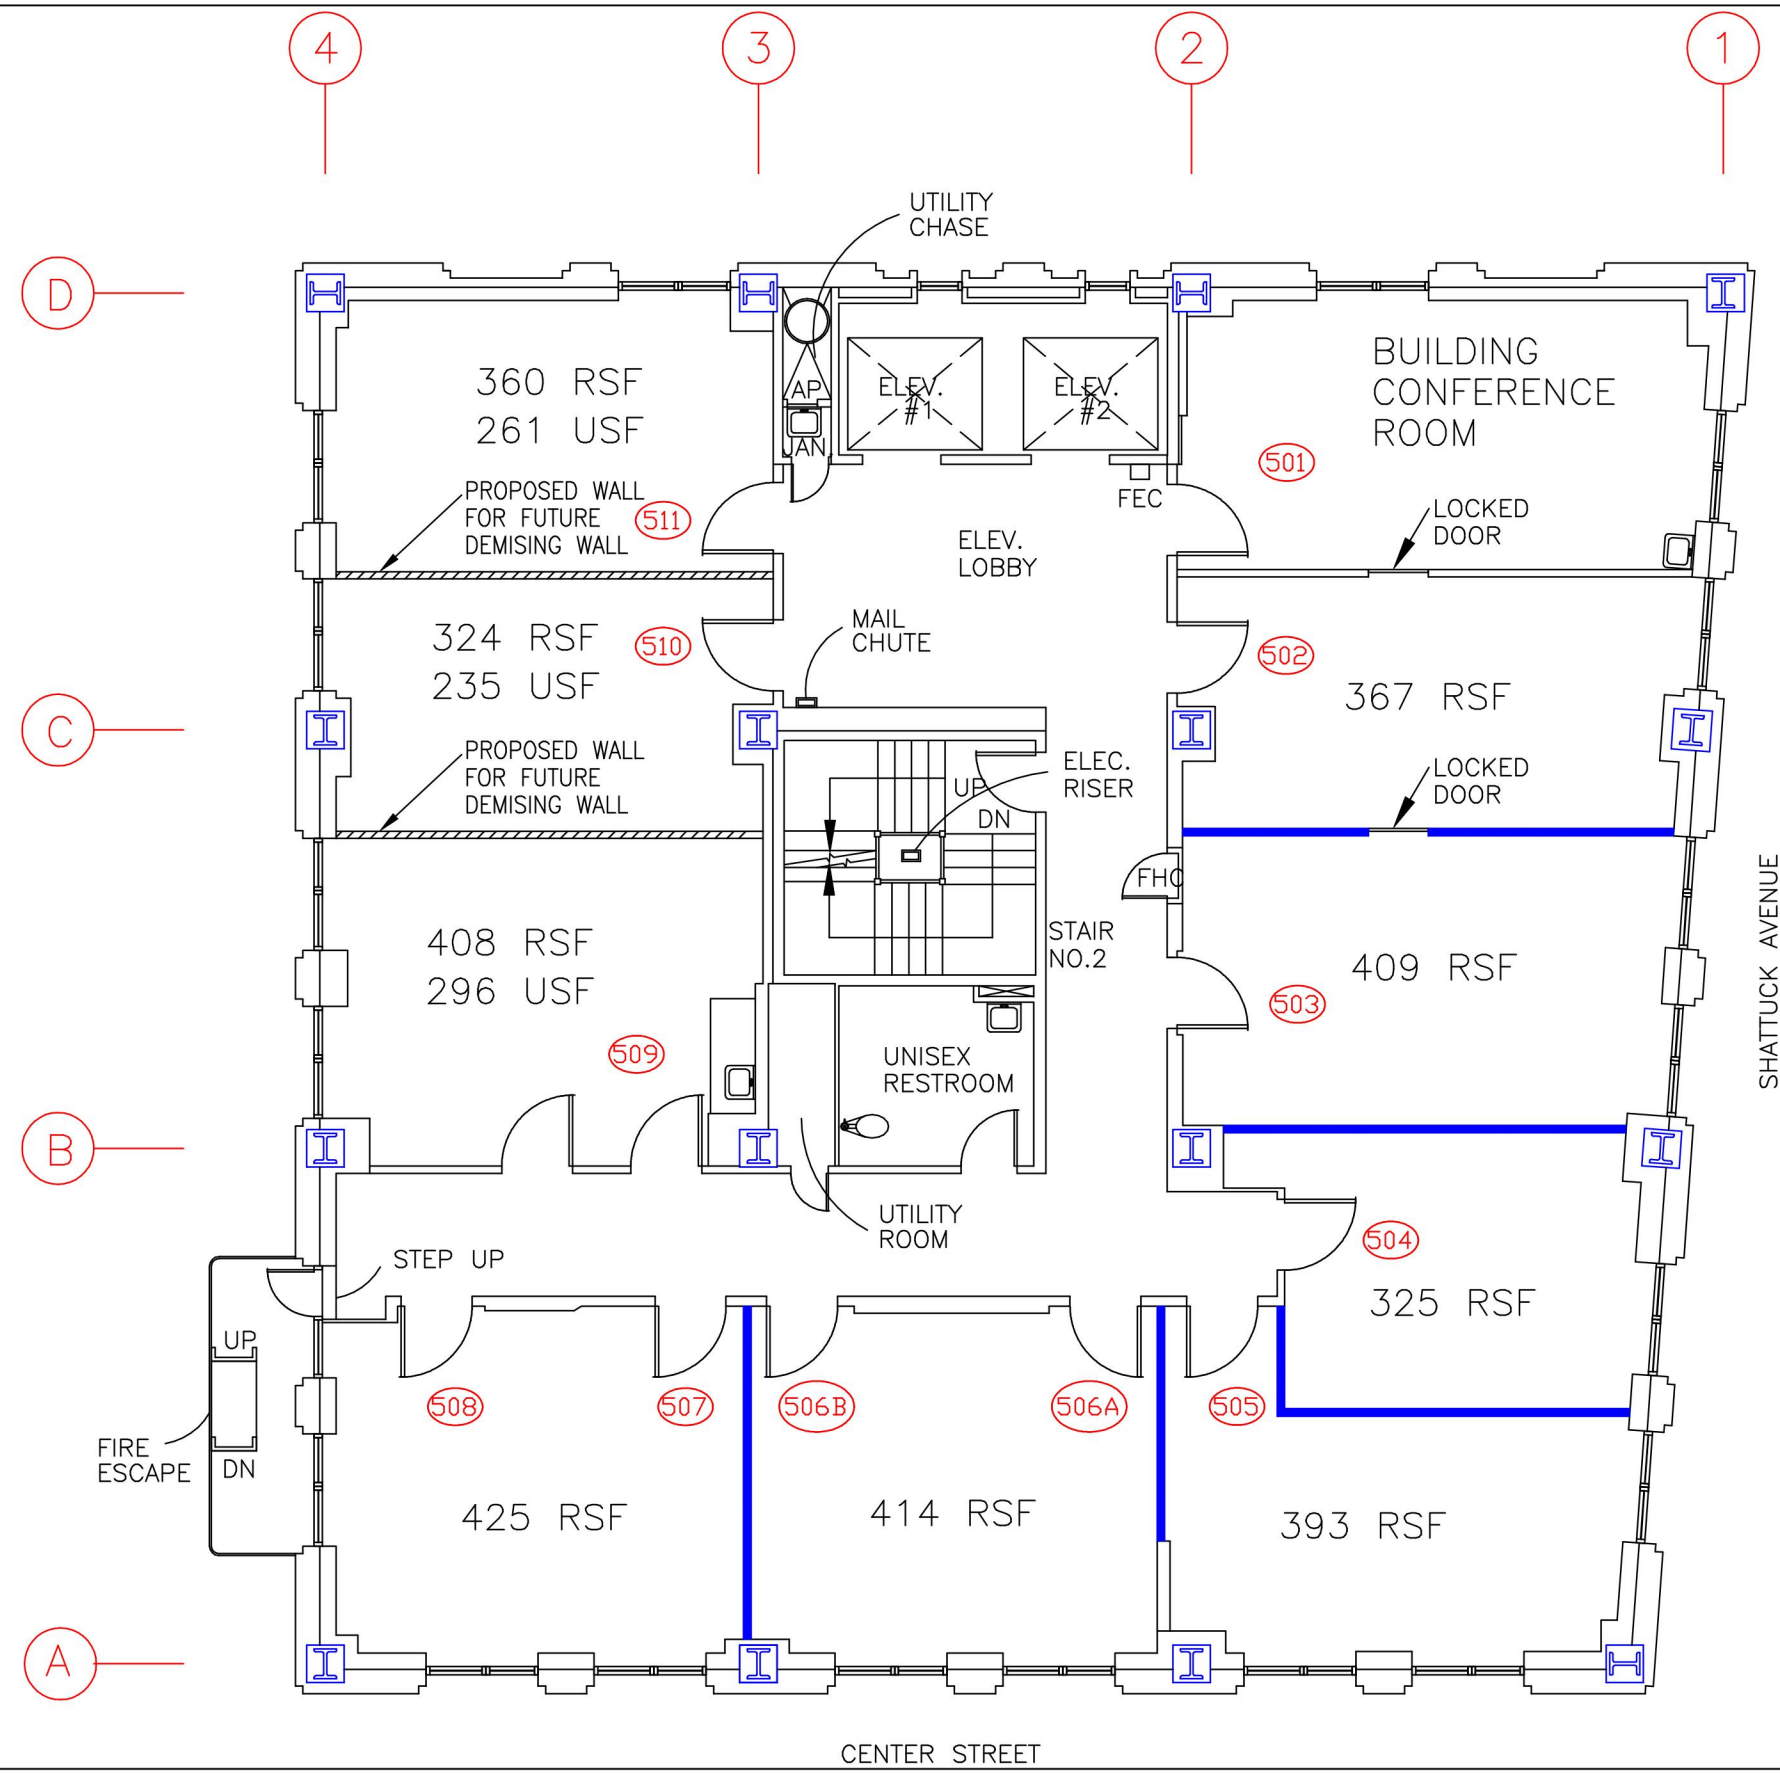 4
3
2
1
UTILITY
CHASE
D
C
B
A
360 RSF
261 USF
AP
JAN
ELEV.
#1
ELEV.
#2
BUILDING
CONFERENCE
ROOM
501
FEC
PROPOSED WALL
FOR FUTURE
DEMISING WALL
511
ELEV.
LOBBY
LOCKED
DOOR
324 RSF
235 USF
510
MAIL
CHUTE
502
367 RSF
PROPOSED WALL
FOR FUTURE
DEMISING WALL
UP
DN
ELEC.
RISER
LOCKED
DOOR
FHC
408 RSF
296 USF
STAIR
NO.2
409 RSF
503
509
UNISEX
RESTROOM
SHATTUCK AVENUE
UTILITY
ROOM
STEP UP
504
325 RSF
UP
FIRE
ESCAPE
DN
508
507
506B
506A
505
425 RSF
414 RSF
393 RSF
CENTER STREET